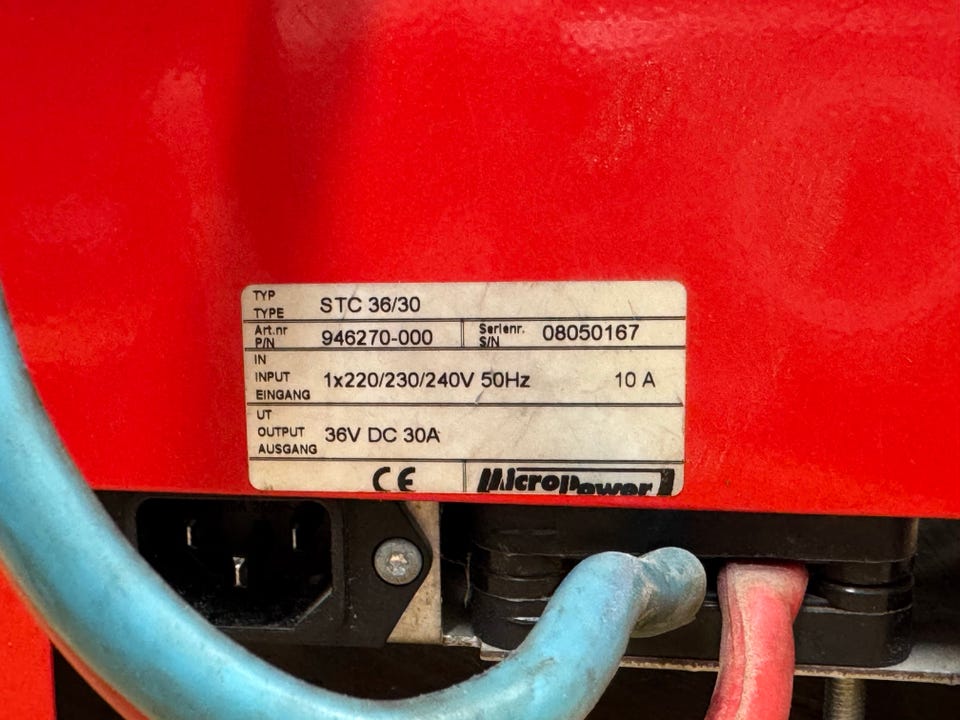 TYP
TYPE STC 36/30
Art.nr Serienr.
P/N 946270-000 S/N 08050167
IN
INPUT 1x220/230/240V 50Hz 10 A
EINGANG
UT
OUTPUT 36V DC 30A
AUSGANG
CE MicroPower